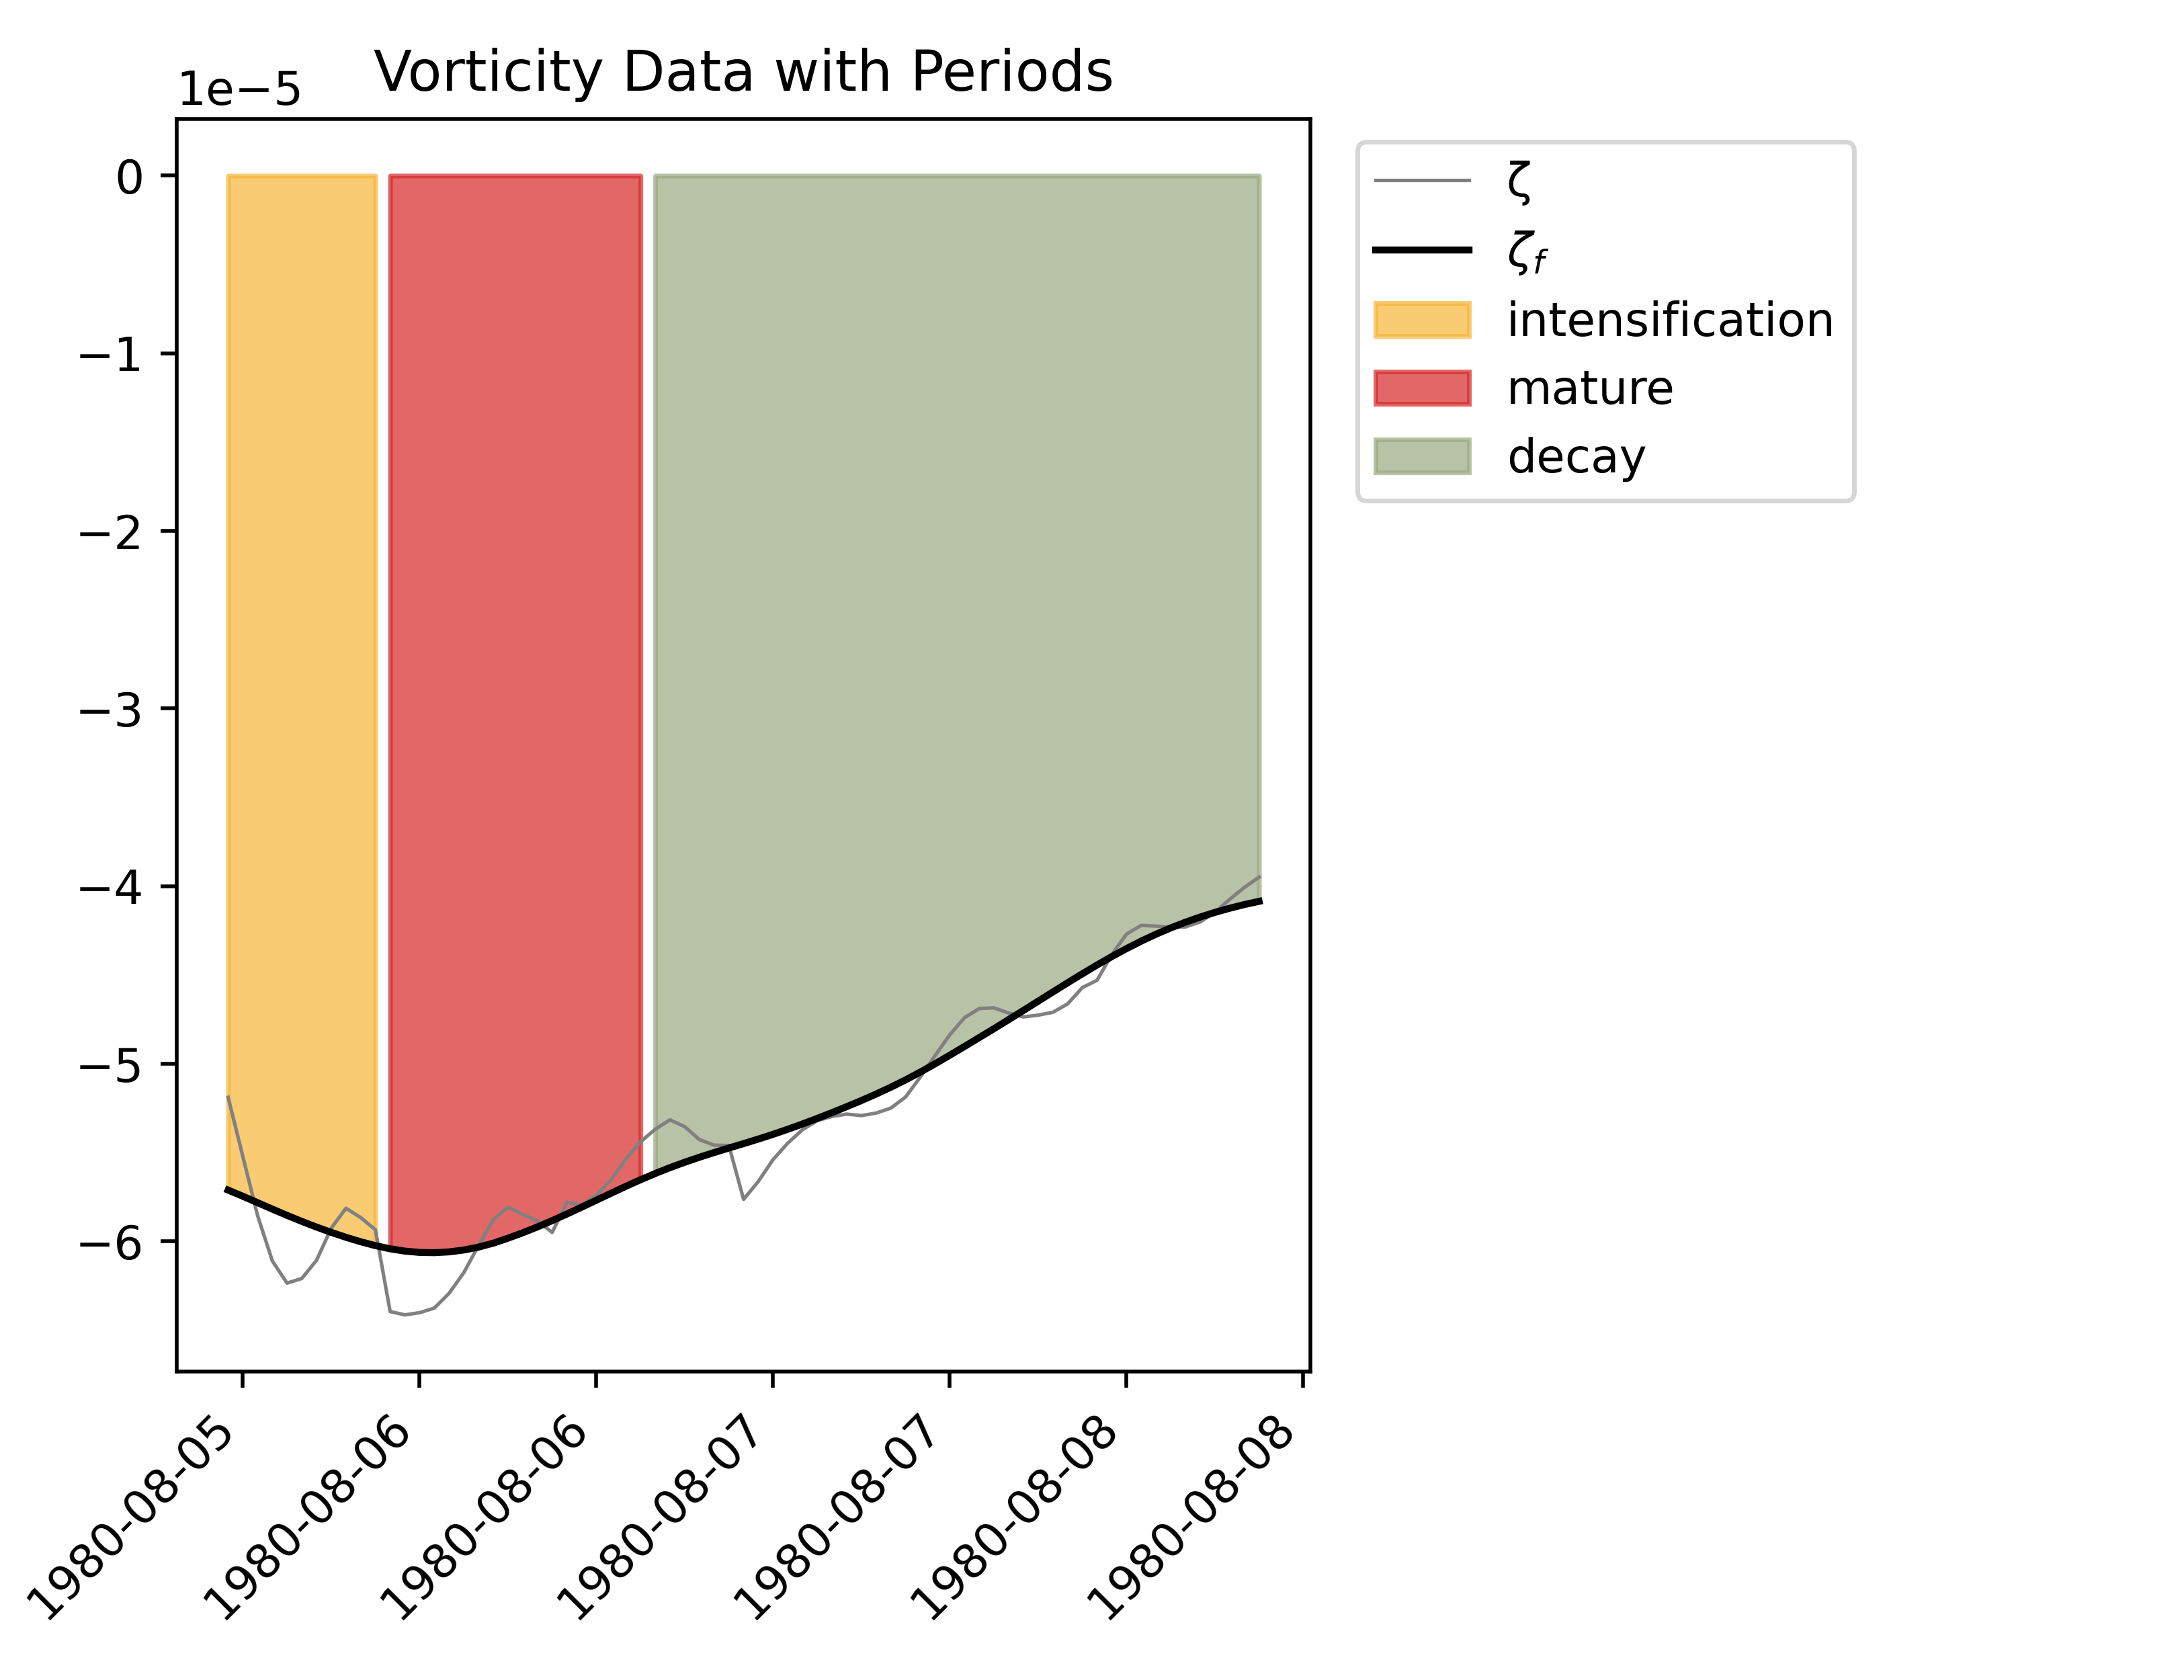 Vorticity Data with Periods
1e−5
0
−1
−2
−3
−4
−5
−6
1980-08-05
1980-08-06
1980-08-06
1980-08-07
1980-08-07
1980-08-08
1980-08-08
ζ
ζf
intensification
mature
decay